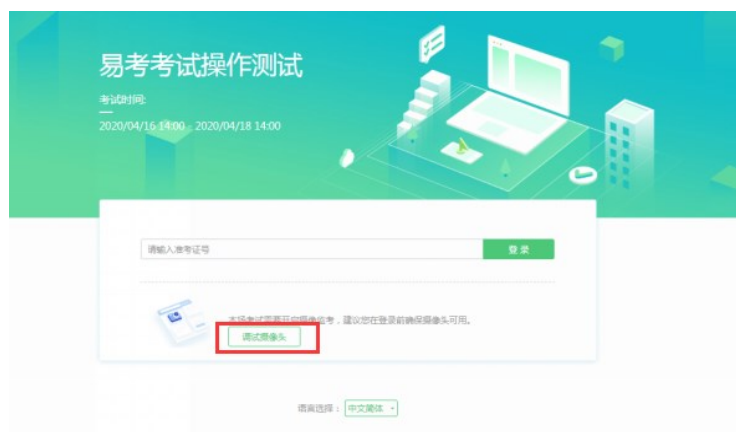 易考考试操作测试
考试时间:
2020/04/16 14:00 - 2020/04/18 14:00
请输入准考证号
登录
本场考试需要开启摄像监考，建议您在登录前确保摄像头可用。
调试摄像头
语言选择： 中文简体